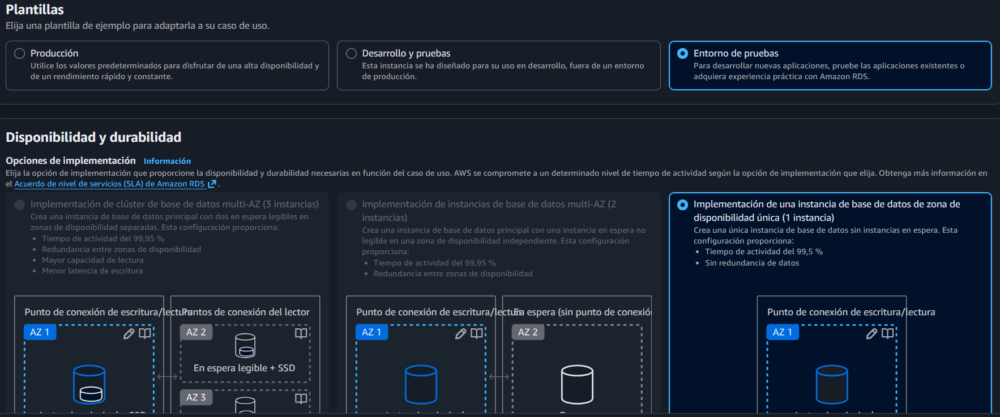 Plantillas
Elija una plantilla de ejemplo para adaptarla a su caso de uso.
Producción
Utilice los valores predeterminados para disfrutar de una alta disponibilidad y
de un rendimiento rápido y constante.
Desarrollo y pruebas
Esta instancia se ha diseñado para su uso en desarrollo, fuera de un entorno
de producción.
Entorno de pruebas
Para desarrollar nuevas aplicaciones, pruebe las aplicaciones existentes o
adquiera experiencia práctica con Amazon RDS.
Disponibilidad y durabilidad
Opciones de implementación Información
Elija la opción de implementación que proporcione la disponibilidad y durabilidad necesarias en función del caso de uso. AWS se compromete a un determinado nivel de tiempo de actividad según la opción de implementación que elija. Obtenga más información en
el Acuerdo de nivel de servicios (SLA) de Amazon RDS.
Implementación de clúster de base de datos multi-AZ (3 instancias)
Crea una instancia de base de datos principal con dos en espera legibles en
zonas de disponibilidad separadas. Esta configuración proporciona:
• Tiempo de actividad del 99,95 %
• Redundancia entre zonas de disponibilidad
• Mayor capacidad de lectura
• Menor latencia de escritura
Punto de conexión de escritura/lectura
AZ 1
Puntos de conexión del lector
AZ 2
En espera legible + SSD
AZ 3
Implementación de instancias de base de datos multi-AZ (2
instancias)
Crea una instancia de base de datos principal con una instancia en espera no
legible en una zona de disponibilidad independiente. Esta configuración
proporciona:
• Tiempo de actividad del 99,95 %
• Redundancia entre zonas de disponibilidad
Punto de conexión de escritura/lectura
AZ 1
En espera (sin punto de conexión
AZ 2
Implementación de una instancia de base de datos de zona de
disponibilidad única (1 instancia)
Crea una única instancia de base de datos sin instancias en espera. Esta
configuración proporciona:
• Tiempo de actividad del 99,5 %
• Sin redundancia de datos
Punto de conexión de escritura/lectura
AZ 1